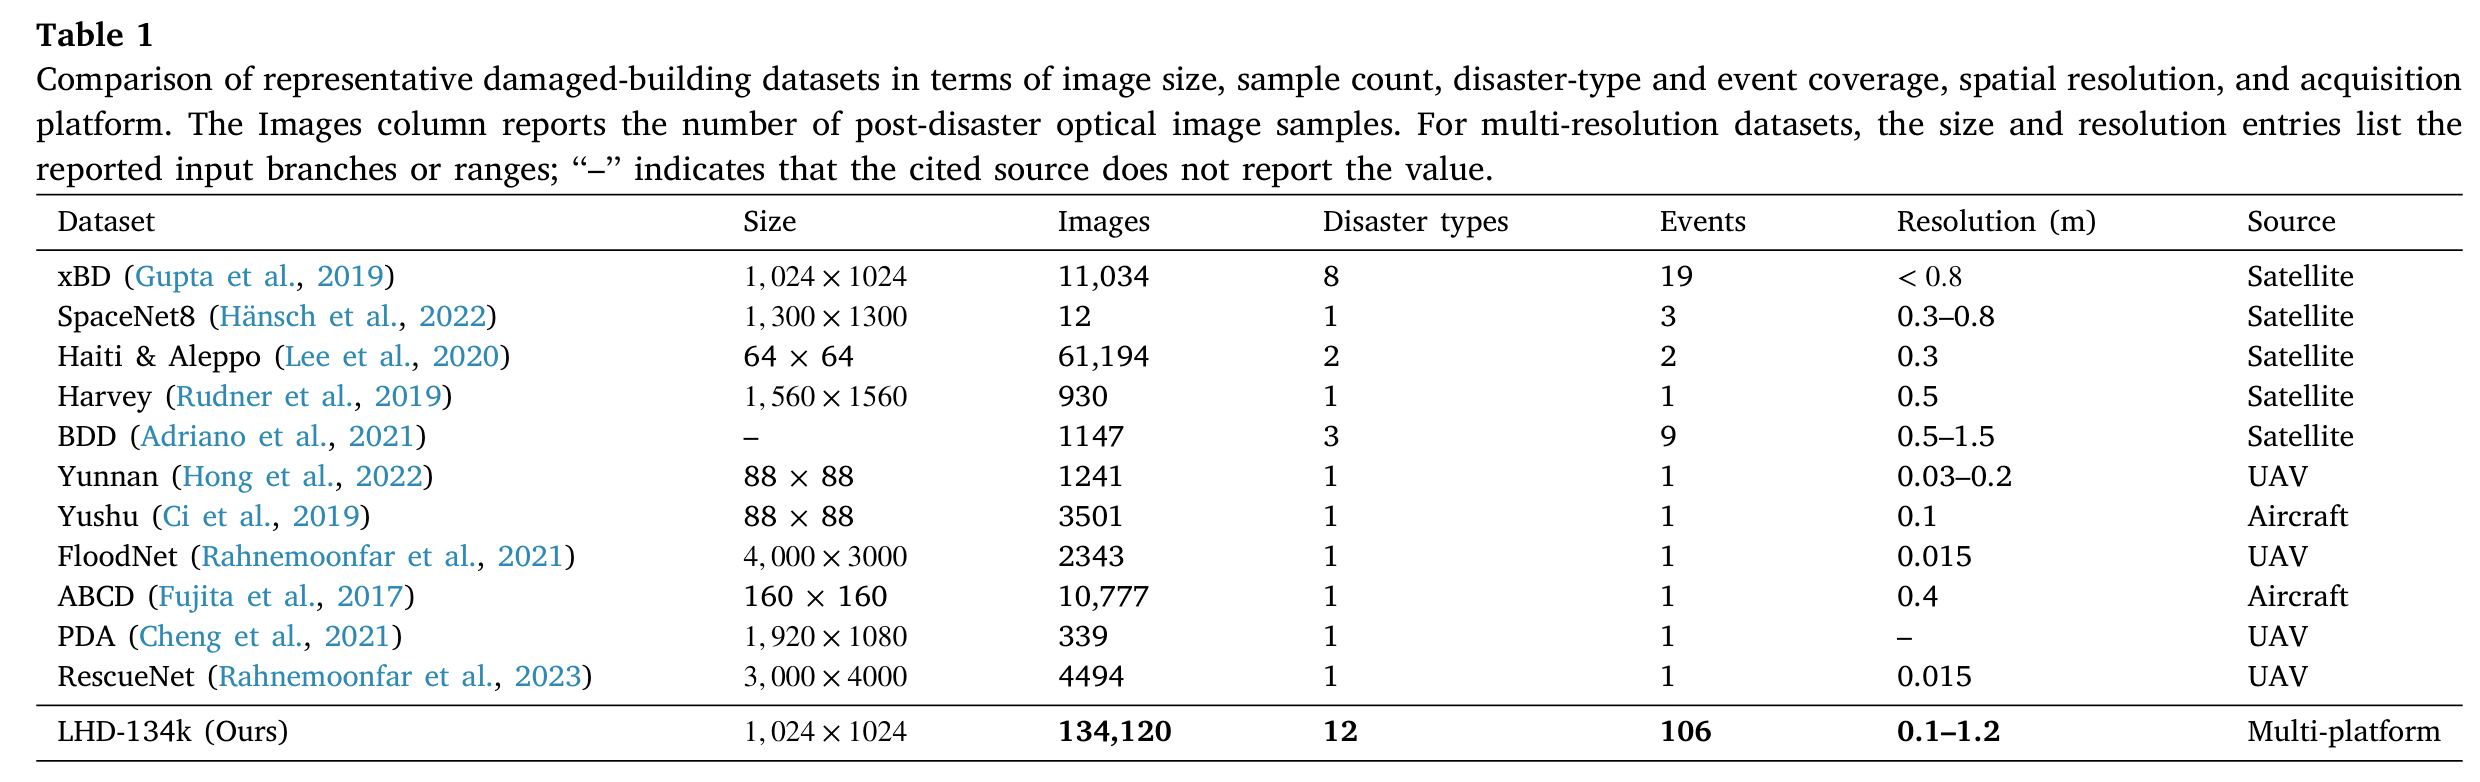 Table 1
Comparison of representative damaged-building datasets in terms of image size, sample count, disaster-type and event coverage, spatial resolution, and acquisition
platform. The Images column reports the number of post-disaster optical image samples. For multi-resolution datasets, the size and resolution entries list the
reported input branches or ranges; “–” indicates that the cited source does not report the value.
Dataset Size Images Disaster types Events Resolution (m) Source
xBD (Gupta et al., 2019) 1,024 × 1024 11,034 8 19 < 0.8 Satellite
SpaceNet8 (Hänsch et al., 2022) 1,300 × 1300 12 1 3 0.3–0.8 Satellite
Haiti & Aleppo (Lee et al., 2020) 64 × 64 61,194 2 2 0.3 Satellite
Harvey (Rudner et al., 2019) 1,560 × 1560 930 1 1 0.5 Satellite
BDD (Adriano et al., 2021) – 1147 3 9 0.5–1.5 Satellite
Yunnan (Hong et al., 2022) 88 × 88 1241 1 1 0.03–0.2 UAV
Yushu (Ci et al., 2019) 88 × 88 3501 1 1 0.1 Aircraft
FloodNet (Rahnemoonfar et al., 2021) 4,000 × 3000 2343 1 1 0.015 UAV
ABCD (Fujita et al., 2017) 160 × 160 10,777 1 1 0.4 Aircraft
PDA (Cheng et al., 2021) 1,920 × 1080 339 1 1 – UAV
RescueNet (Rahnemoonfar et al., 2023) 3,000 × 4000 4494 1 1 0.015 UAV
LHD-134k (Ours) 1,024 × 1024 134,120 12 106 0.1–1.2 Multi-platform